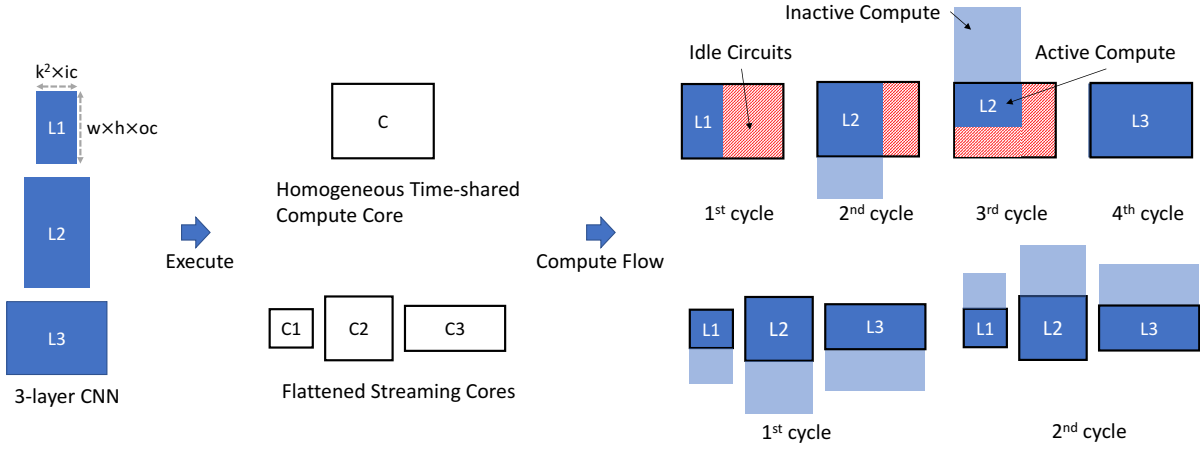 k²×ic
L1
w×h×oc
L2
L3
3-layer CNN
Execute
C
Homogeneous Time-shared
Compute Core
C1
C2
C3
Flattened Streaming Cores
Compute Flow
Inactive Compute
Idle Circuits
Active Compute
L1
L2
L2
L3
1st cycle
2nd cycle
3rd cycle
4th cycle
L1
L2
L3
1st cycle
L1
L2
L3
2nd cycle